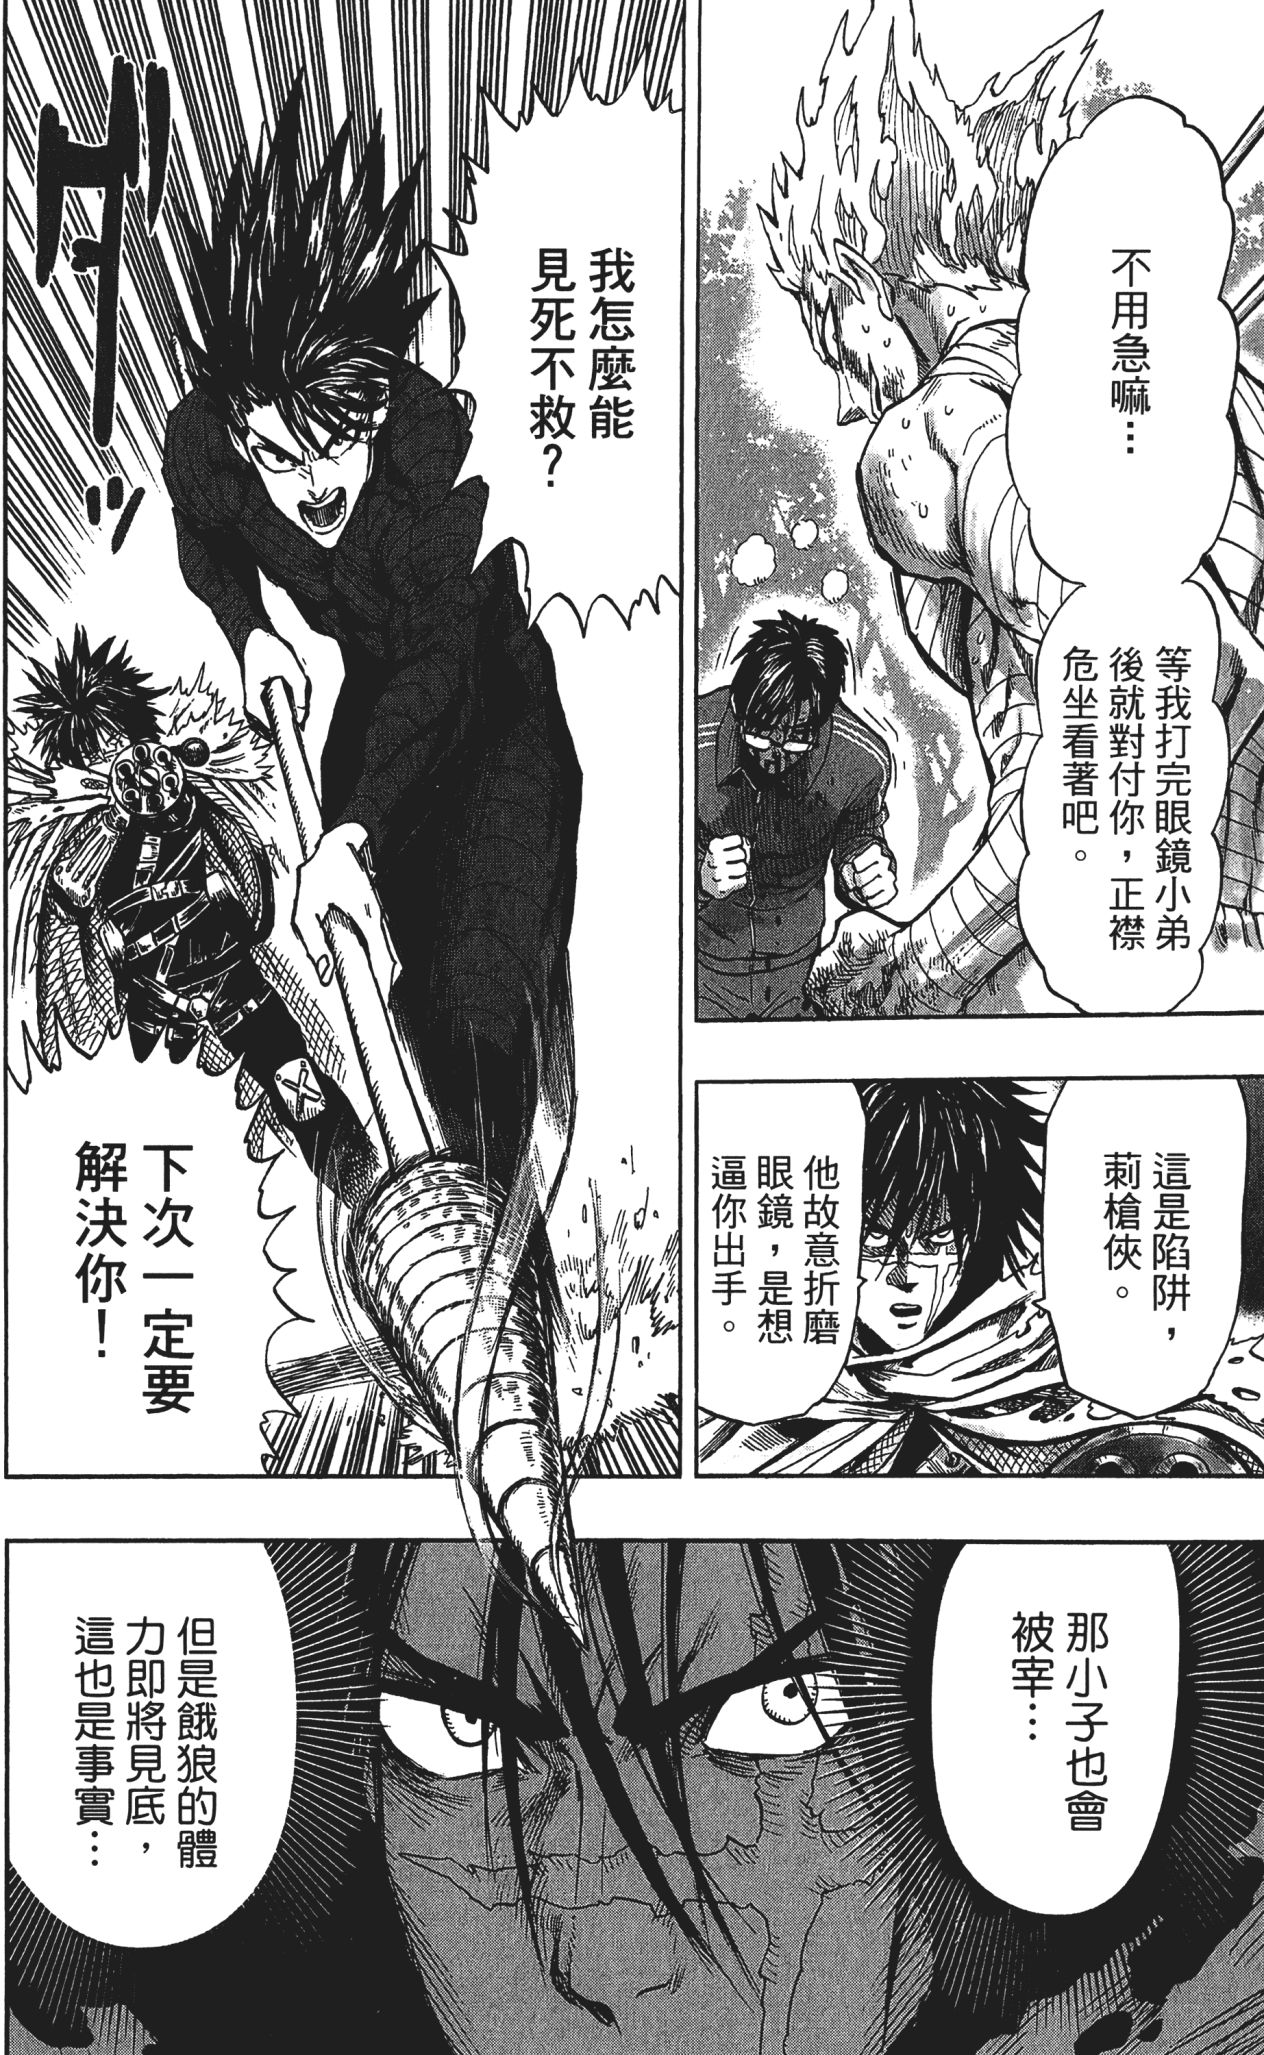 不用急嘛…
等我打完眼鏡小弟
後就對付你，正襟
危坐看著吧。
這是陷阱，
莿槍俠。
他故意折磨
眼鏡，是想
逼你出手。
我怎麼能
見死不救？
ダッ
下次一定要
解決你！
那小子也會
被宰…
但是餓狼的體
力即將見底，
這也是事實…